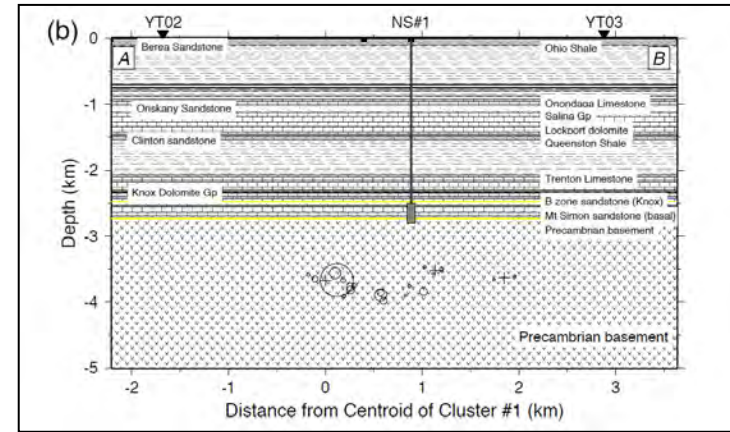 (b)
YT02 NS#1 YT03
0
Berea Sandstone
Ohio Shale
A
B
-1
Onskany Sandstone
Onondaga Limestone
Salina Gp
Clinton sandstone
Lockport dolomite
Queenston Shale
-2
Trenton Limestone
Knox Dolomite Gp
B zone sandstone (Knox)
Mt Simon sandstone (basal)
Precambrian basement
-3
-4
Precambrian basement
-5
Depth (km)
-2 -1 0 1 2 3
Distance from Centroid of Cluster #1 (km)